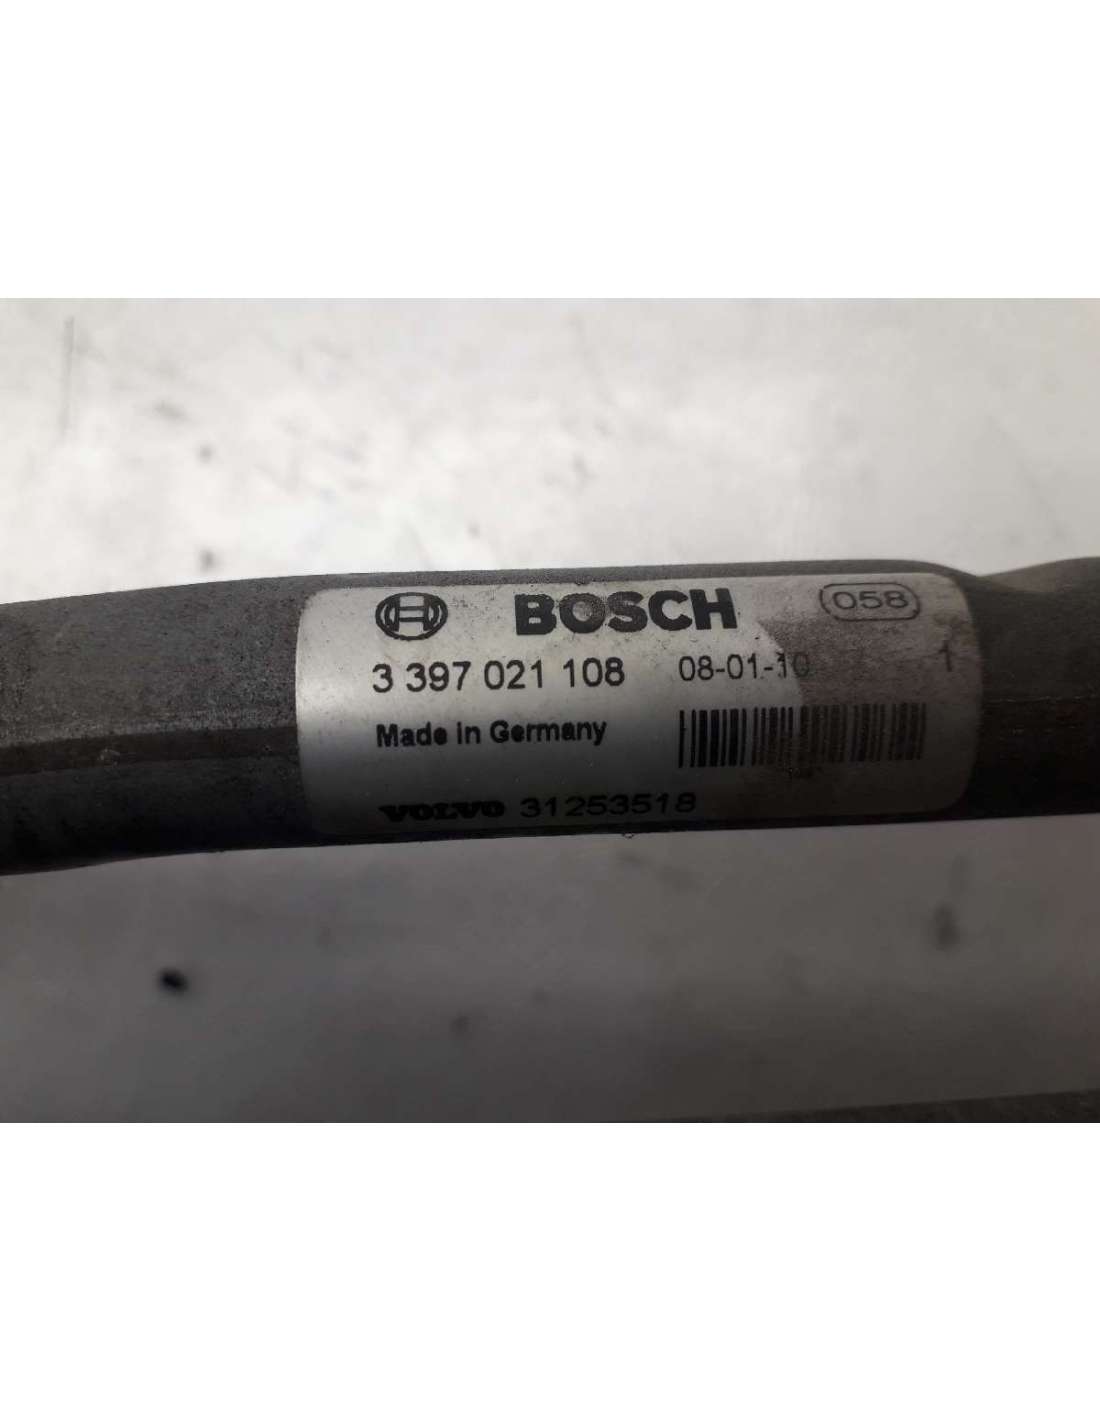 BOSCH 058
3 397 021 108 08-01-10 1
Made in Germany
VOLVO 31253518